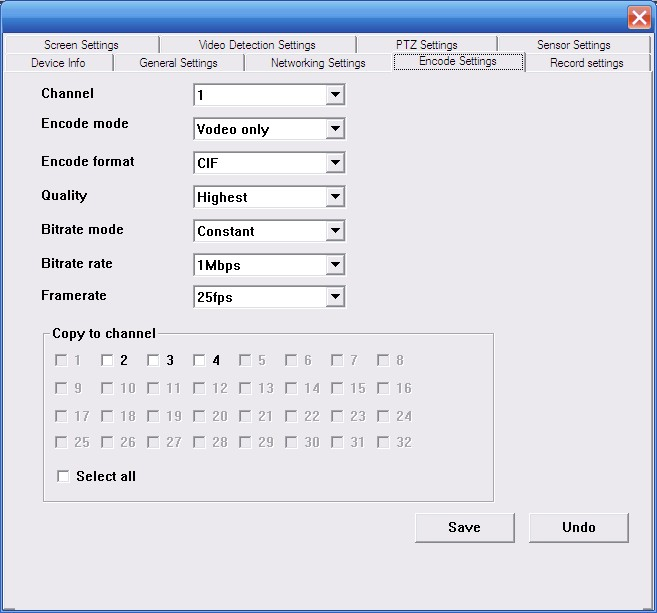 Screen Settings Video Detection Settings PTZ Settings Sensor Settings
Device Info General Settings Networking Settings Encode Settings Record settings
Channel 1
Encode mode Vodeo only
Encode format CIF
Quality Highest
Bitrate mode Constant
Bitrate rate 1Mbps
Framerate 25fps
Copy to channel
1 2 3 4 5 6 7 8
9 10 11 12 13 14 15 16
17 18 19 20 21 22 23 24
25 26 27 28 29 30 31 32
Select all
Save Undo